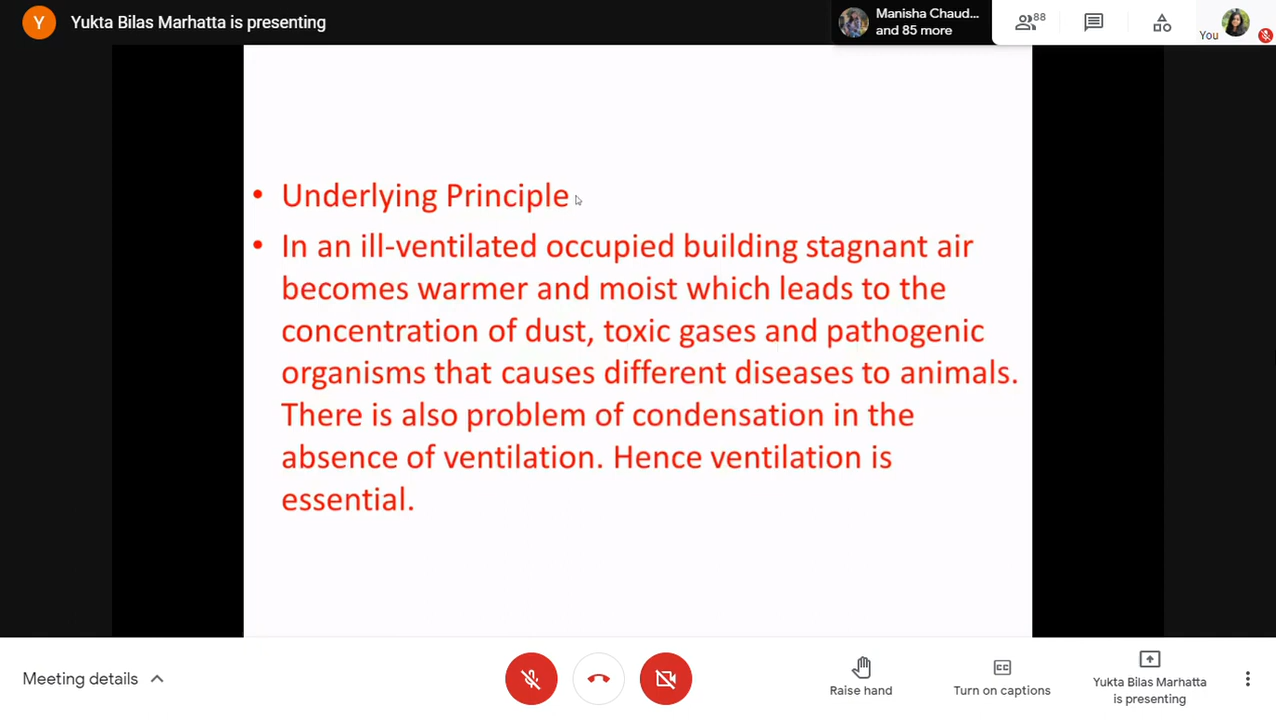 Y
Yukta Bilas Marhatta is presenting
Manisha Chaud...
and 85 more
88
You
• Underlying Principle
• In an ill-ventilated occupied building stagnant air
becomes warmer and moist which leads to the
concentration of dust, toxic gases and pathogenic
organisms that causes different diseases to animals.
There is also problem of condensation in the
absence of ventilation. Hence ventilation is
essential.
Meeting details
Raise hand
CC
Turn on captions
Yukta Bilas Marhatta
is presenting